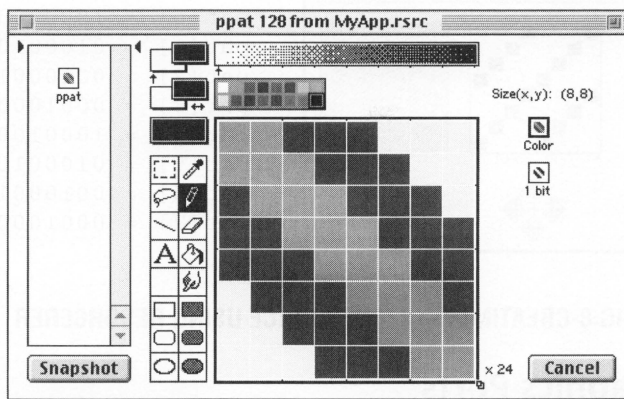 ppat 128 from MyApp.rsrc
ppat
Size(x,y): (8,8)
Color
1 bit
A
x 24
Snapshot
Cancel